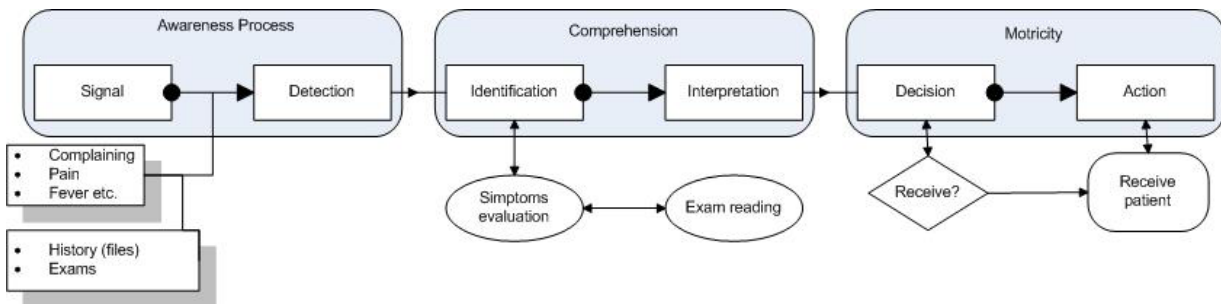 Awareness Process
Comprehension
Motricity
Signal
Detection
Identification
Interpretation
Decision
Action
• Complaining
• Pain
• Fever etc.
Simptoms
evaluation
Exam reading
Receive?
Receive
patient
• History (files)
• Exams